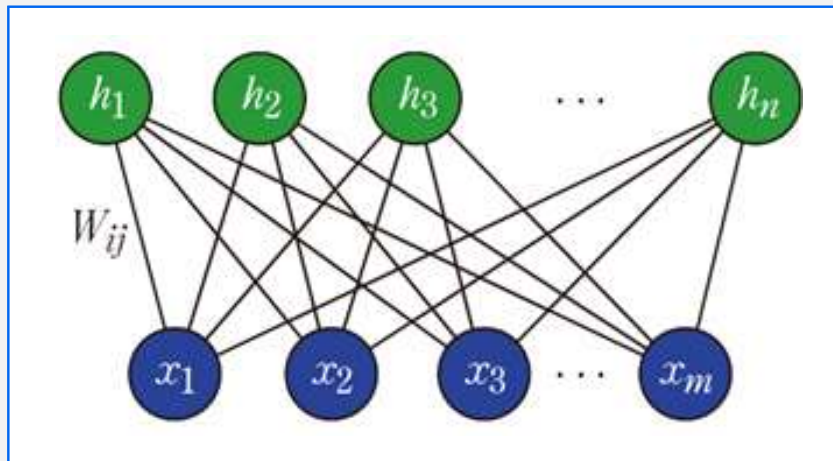 h₁ h₂ h₃ ··· hₙ
Wᵢⱼ
x₁ x₂ x₃ ··· xₘ